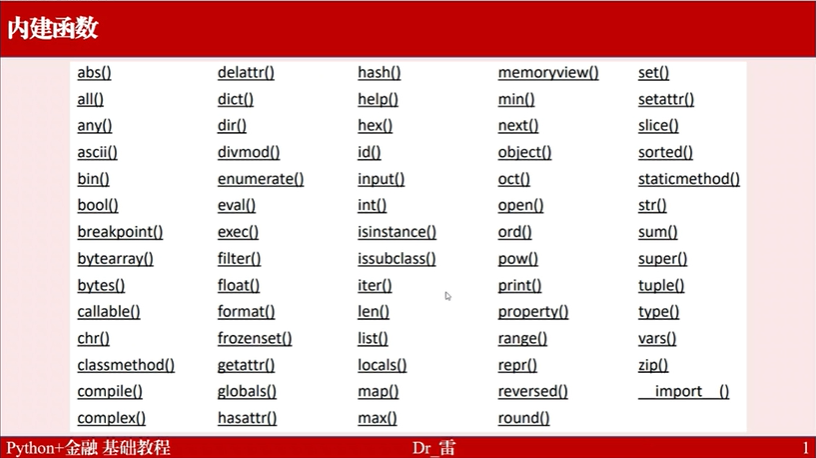 内建函数
abs() delattr() hash() memoryview() set()
all() dict() help() min() setattr()
any() dir() hex() next() slice()
ascii() divmod() id() object() sorted()
bin() enumerate() input() oct() staticmethod()
bool() eval() int() open() str()
breakpoint() exec() isinstance() ord() sum()
bytearray() filter() issubclass() pow() super()
bytes() float() iter() print() tuple()
callable() format() len() property() type()
chr() frozenset() list() range() vars()
classmethod() getattr() locals() repr() zip()
compile() globals() map() reversed() __import__()
complex() hasattr() max() round()
Python+金融 基础教程 Dr_雷 1